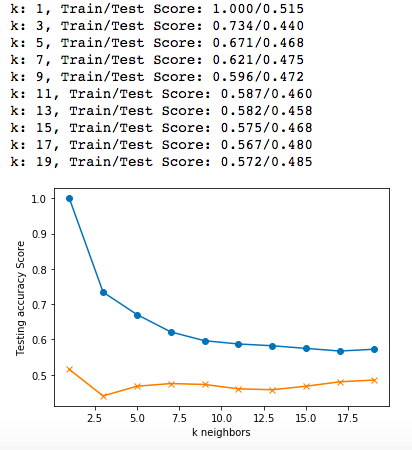 k: 1, Train/Test Score: 1.000/0.515
k: 3, Train/Test Score: 0.734/0.440
k: 5, Train/Test Score: 0.671/0.468
k: 7, Train/Test Score: 0.621/0.475
k: 9, Train/Test Score: 0.596/0.472
k: 11, Train/Test Score: 0.587/0.460
k: 13, Train/Test Score: 0.582/0.458
k: 15, Train/Test Score: 0.575/0.468
k: 17, Train/Test Score: 0.567/0.480
k: 19, Train/Test Score: 0.572/0.485
Testing accuracy Score
1.0
0.9
0.8
0.7
0.6
0.5
2.5 5.0 7.5 10.0 12.5 15.0 17.5
k neighbors